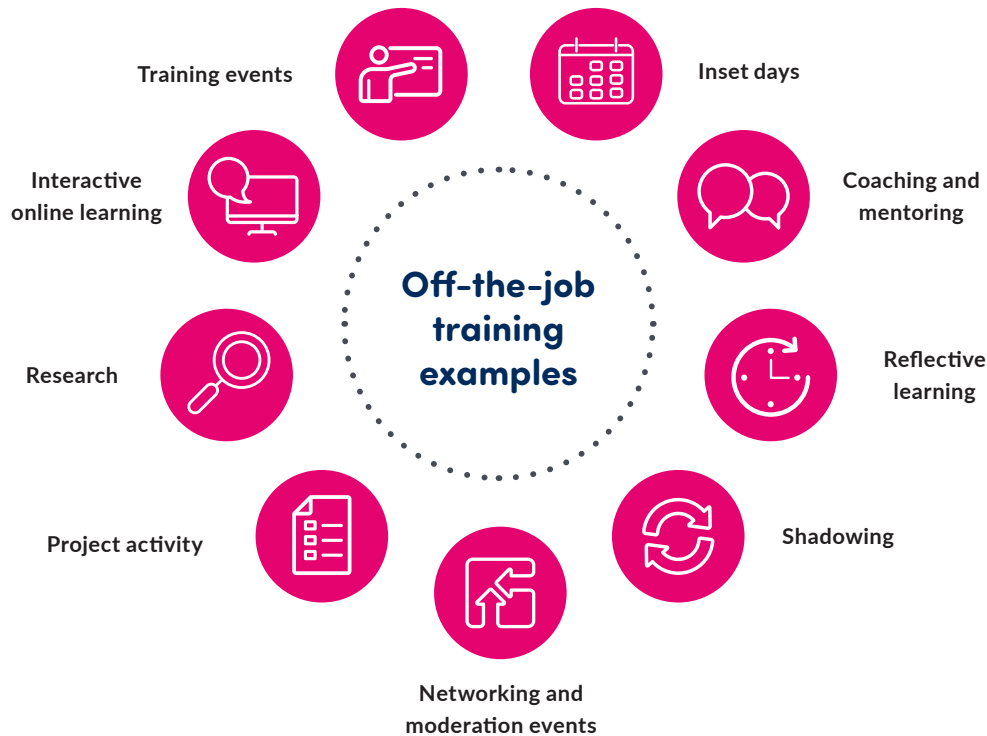 Training events
Inset days
Interactive
online learning
Coaching and
mentoring
Off-the-job
training
examples
Research
Reflective
learning
Project activity
Shadowing
Networking and
moderation events